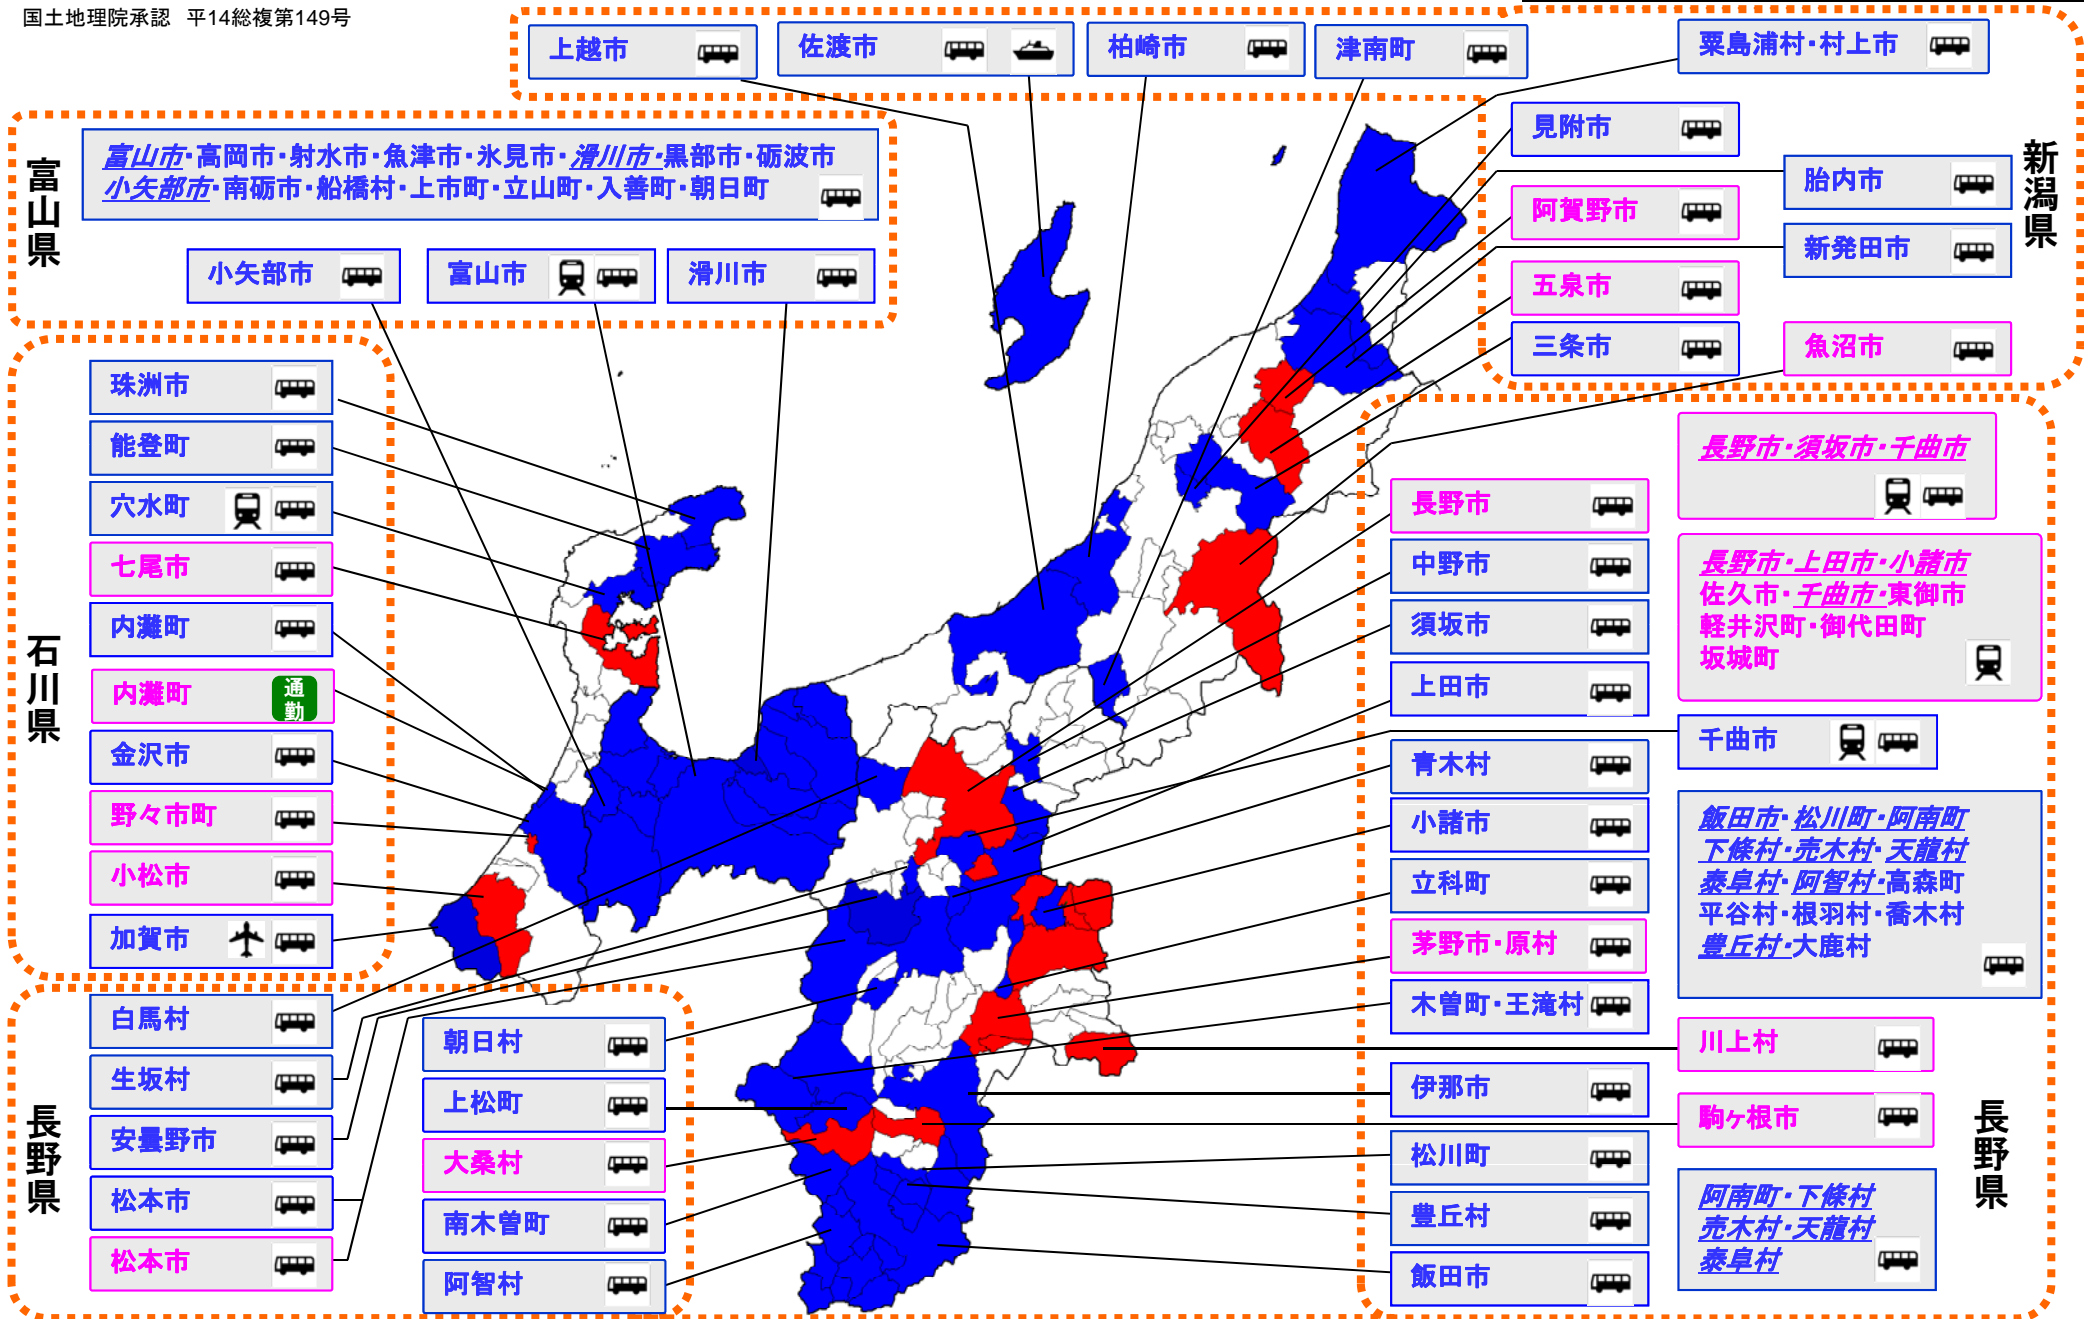 国土地理院承認 平14総複第149号
上越市
佐渡市
柏崎市
津南町
粟島浦村・村上市
見附市
胎内市
阿賀野市
新発田市
五泉市
三条市
魚沼市
新潟県
富山県
富山市・高岡市・射水市・魚津市・氷見市・滑川市・黒部市・砺波市
小矢部市・南砺市・船橋村・上市町・立山町・入善町・朝日町
小矢部市
富山市
滑川市
石川県
珠洲市
能登町
穴水町
七尾市
内灘町
内灘町
通
勤
金沢市
野々市町
小松市
加賀市
長野県
白馬村
生坂村
安曇野市
松本市
松本市
朝日村
上松町
大桑村
南木曽町
阿智村
長野市
中野市
須坂市
上田市
青木村
小諸市
立科町
茅野市・原村
木曽町・王滝村
伊那市
松川町
豊丘村
飯田市
長野市・須坂市・千曲市
長野市・上田市・小諸市
佐久市・千曲市・東御市
軽井沢町・御代田町
坂城町
千曲市
飯田市・松川町・阿南町
下條村・売木村・天龍村
泰阜村・阿智村・高森町
平谷村・根羽村・喬木村
豊丘村・大鹿村
川上村
駒ヶ根市
阿南町・下條村
売木村・天龍村
泰阜村
長野県